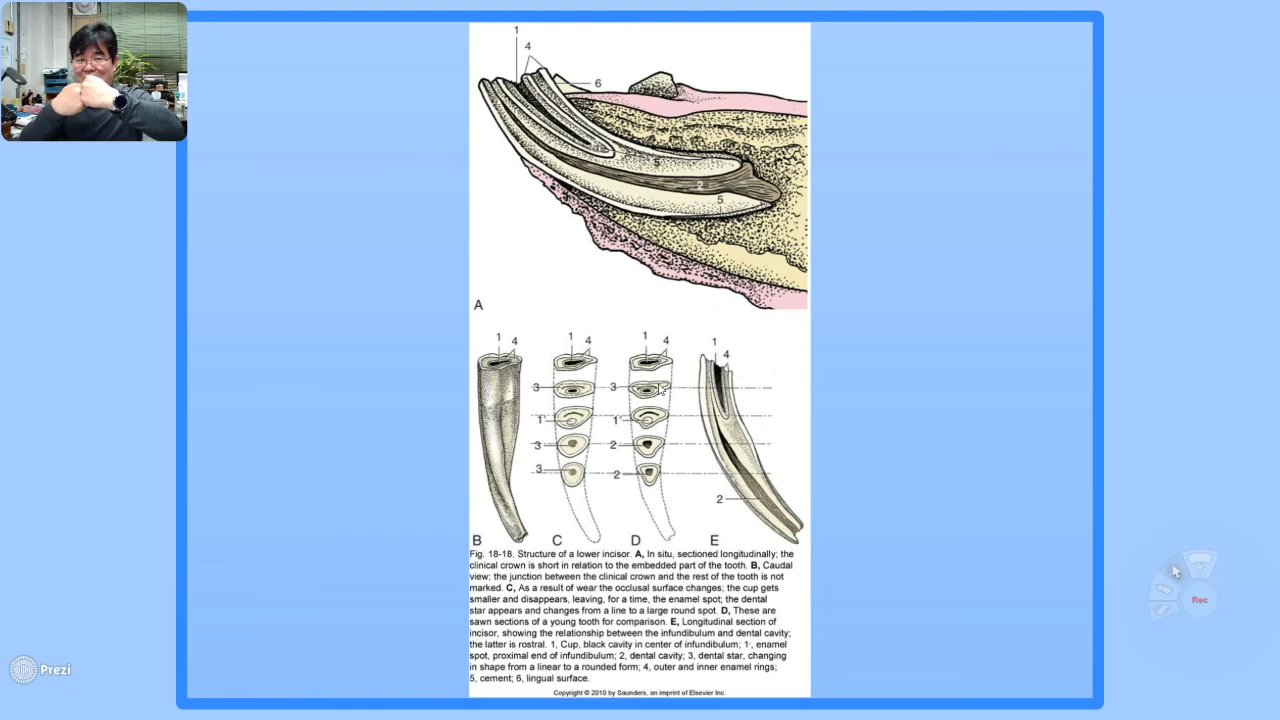 1
4
6
5
2
5
A
1 4
1 4
1 4
1
4
3
3
1'
1'
3
2
3
2
2
B
C
D
E
Fig. 18-18. Structure of a lower incisor. A, In situ, sectioned longitudinally; the
clinical crown is short in relation to the embedded part of the tooth. B, Caudal
view; the junction between the clinical crown and the rest of the tooth is not
marked. C, As a result of wear the occlusal surface changes; the cup gets
smaller and disappears, leaving, for a time, the enamel spot; the dental
star appears and changes from a line to a large round spot. D, These are
sawn sections of a young tooth for comparison. E, Longitudinal section of
incisor, showing the relationship between the infundibulum and dental cavity;
the latter is rostral. 1, Cup, black cavity in center of infundibulum; 1', enamel
spot, proximal end of infundibulum; 2, dental cavity; 3, dental star, changing
in shape from a linear to a rounded form; 4, outer and inner enamel rings;
5, cement; 6, lingual surface.
Copyright © 2010 by Saunders, an imprint of Elsevier Inc.
Rec
Prezi